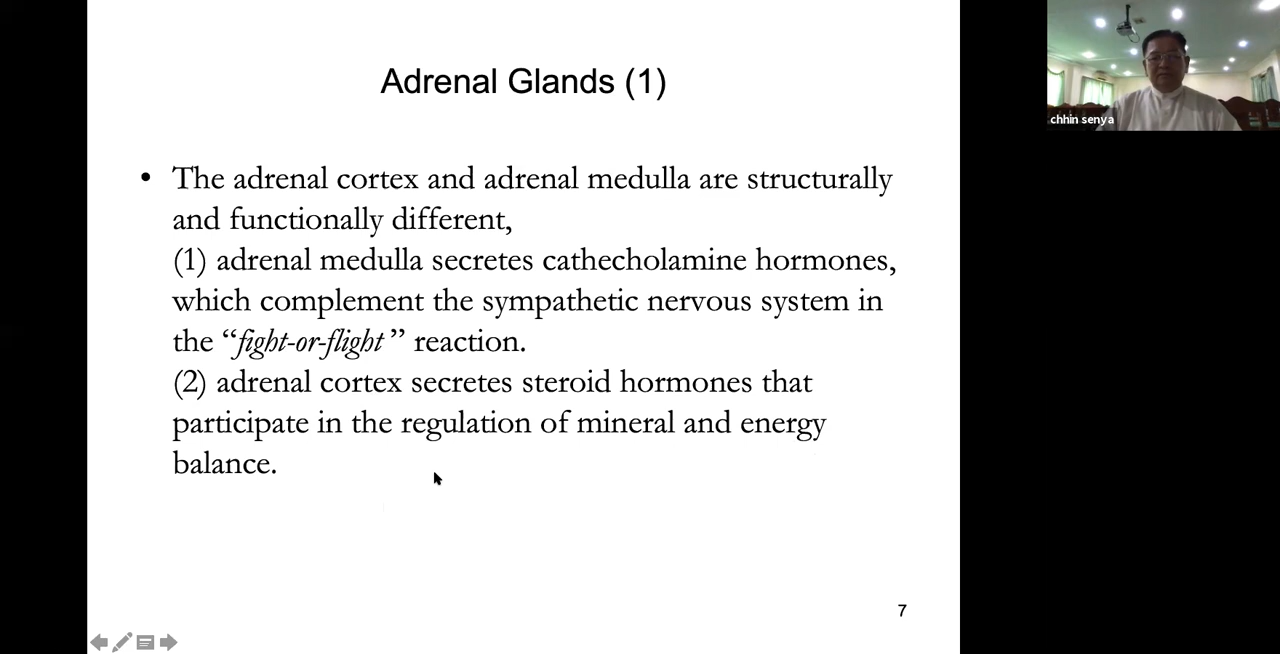 Adrenal Glands (1)
• The adrenal cortex and adrenal medulla are structurally
and functionally different,
(1) adrenal medulla secretes cathecholamine hormones,
which complement the sympathetic nervous system in
the “fight-or-flight ” reaction.
(2) adrenal cortex secretes steroid hormones that
participate in the regulation of mineral and energy
balance.
7
chhin senya